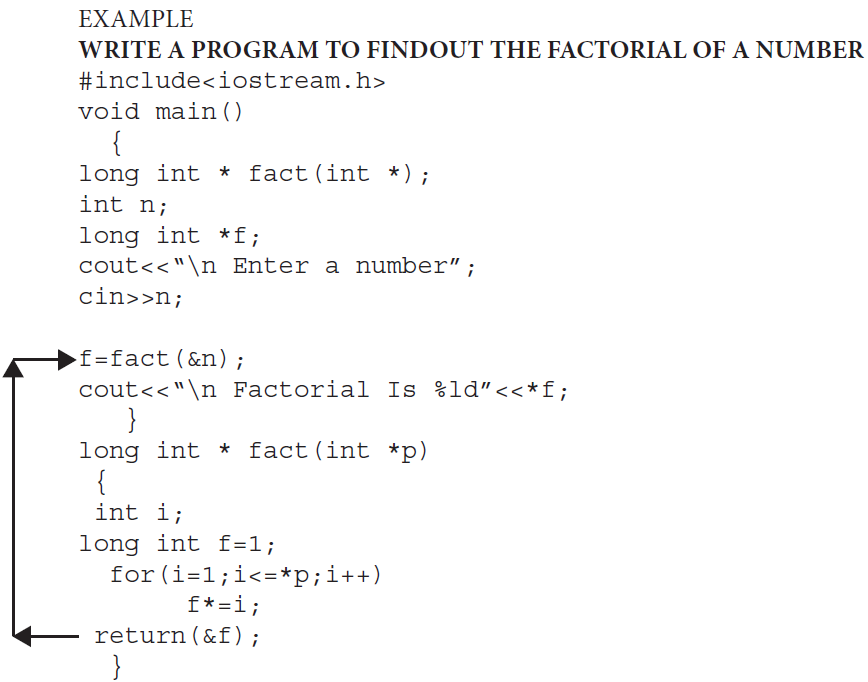 EXAMPLE
WRITE A PROGRAM TO FINDOUT THE FACTORIAL OF A NUMBER
#include<iostream.h>
void main()
{
long int * fact(int *);
int n;
long int *f;
cout<<“\n Enter a number”;
cin>>n;
f=fact(&n);
cout<<“\n Factorial Is %ld”<<*f;
}
long int * fact(int *p)
{
int i;
long int f=1;
for(i=1;i<=*p;i++)
f*=i;
return(&f);
}